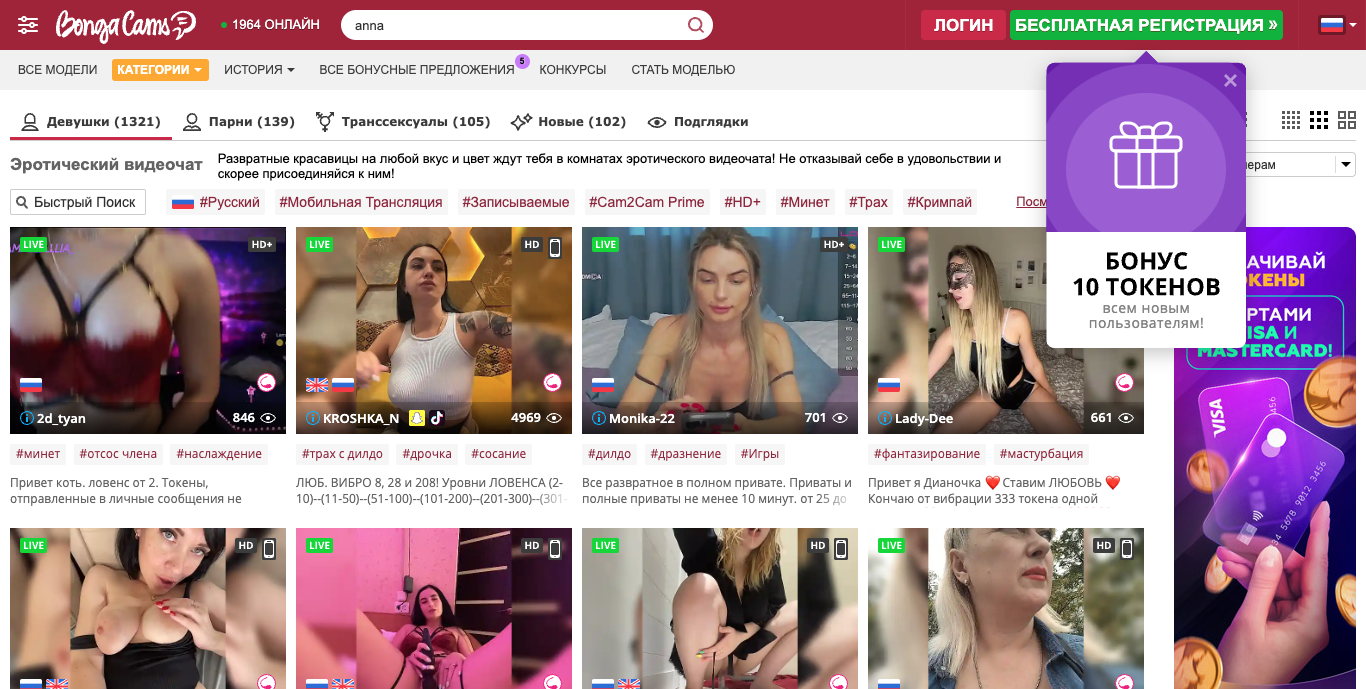 BongaCams
1964 ОНЛАЙН
anna
ЛОГИН
БЕСПЛАТНАЯ РЕГИСТРАЦИЯ »
ВСЕ МОДЕЛИ
КАТЕГОРИИ
ИСТОРИЯ
ВСЕ БОНУСНЫЕ ПРЕДЛОЖЕНИЯ
5
КОНКУРСЫ
СТАТЬ МОДЕЛЬЮ
Девушки (1321)
Парни (139)
Транссексуалы (105)
Новые (102)
Подглядки
Эротический видеочат
Развратные красавицы на любой вкус и цвет ждут тебя в комнатах эротического видеочата! Не отказывай себе в удовольствии и
скорее присоединяйся к ним!
Быстрый Поиск
#Русский
#Мобильная Трансляция
#Записываемые
#Cam2Cam Prime
#HD+
#Минет
#Трах
#Кримпай
БОНУС
10 ТОКЕНОВ
всем новым
пользователям!
LIVE
HD+
2d_tyan
846
#минет
#отсос члена
#наслаждение
Привет коть. ловенс от 2. Токены,
отправленные в личные сообщения не
LIVE
HD
KROSHKA_N
4969
#трах с дилдо
#дрочка
#сосание
ЛЮБ. ВИБРО 8, 28 и 208! Уровни ЛОВЕНСА (2-
10)--(11-50)--(51-100)--(101-200)--(201-300)--(301-
LIVE
HD+
Monika-22
701
#дилдо
#дразнение
#Игры
Все развратное в полном привате. Приваты и
полные приваты не менее 10 минут. от 25 до
LIVE
Lady-Dee
661
#фантазирование
#мастурбация
Привет я Дианочка ❤️ Ставим ЛЮБОВЬ ❤️
Кончаю от вибрации 333 токена одной
LIVE
HD
LIVE
HD
LIVE
HD
LIVE
HD
VISA И
MASTERCARD!
VISA
5678 9012 3456